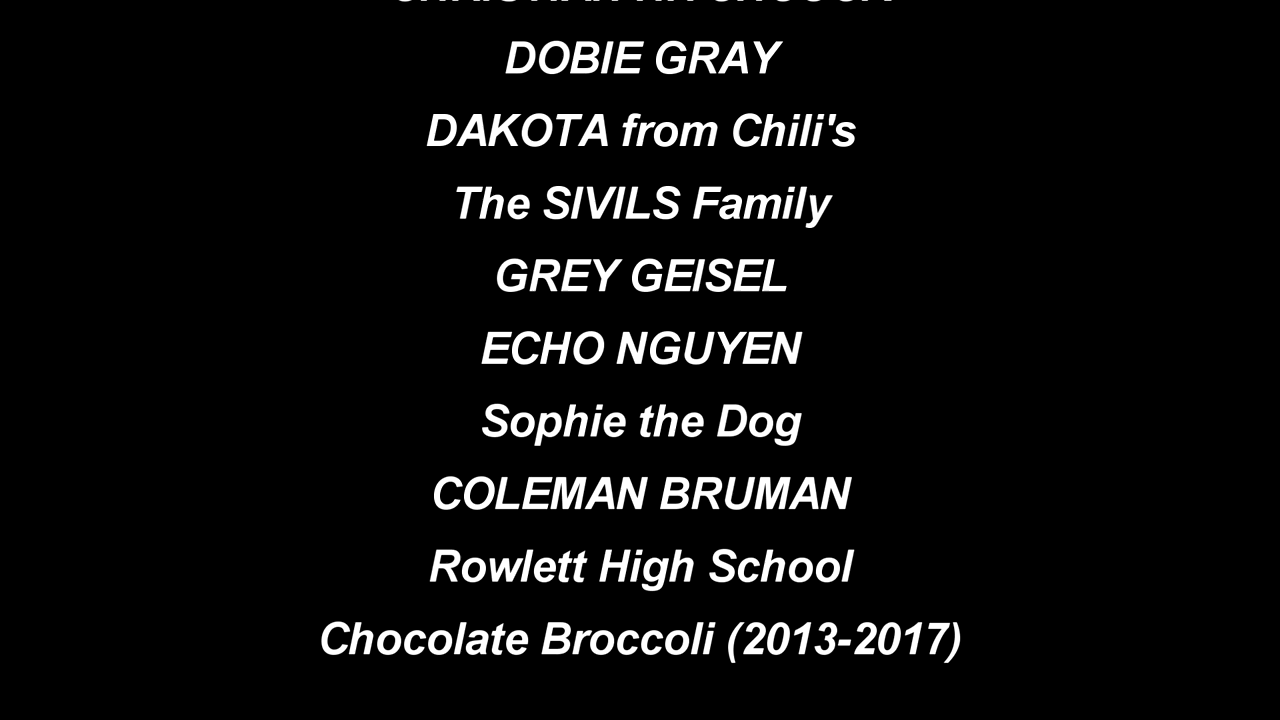 DOBIE GRAY
DAKOTA from Chili's
The SIVILS Family
GREY GEISEL
ECHO NGUYEN
Sophie the Dog
COLEMAN BRUMAN
Rowlett High School
Chocolate Broccoli (2013-2017)